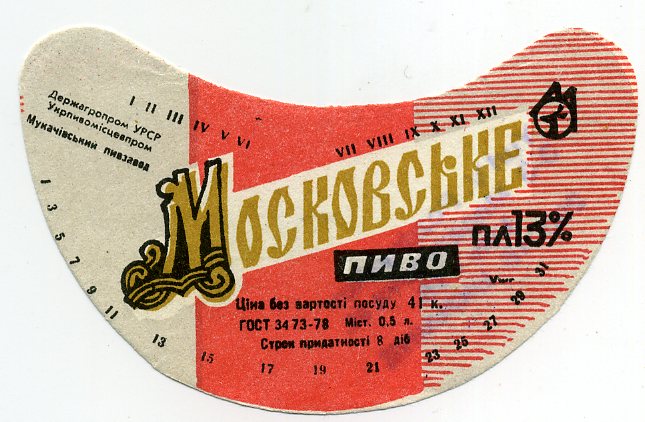 Держагропром УРСР
Укрпивомісцевпром
Мукачівський пивзавод
I II III IV V VI
VII VIII IX X XI XII
Московське
пл 13%
пиво
Ціна без вартості посуду 41 к.
ГОСТ 3473-78 Міст. 0,5 л.
Строк придатності 8 діб
1 3 5 7 9 11 13 15 17 19 21 23 25 27 29 31